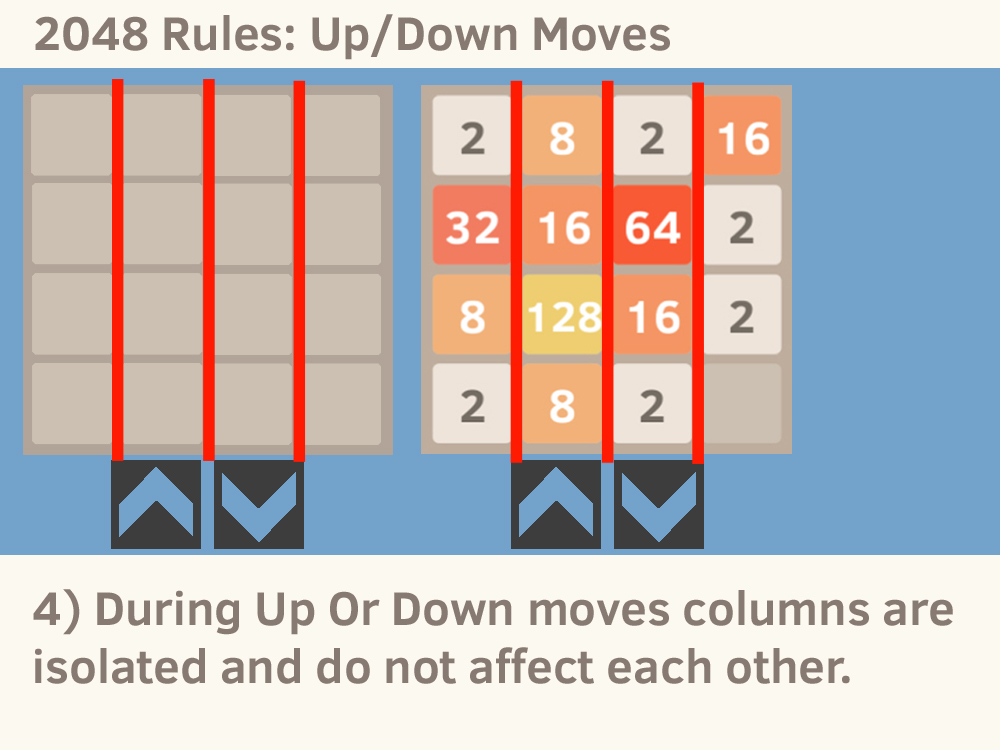 2048 Rules: Up/Down Moves
2 8 2 16
32 16 64 2
8 128 16 2
2 8 2
4) During Up Or Down moves columns are
isolated and do not affect each other.